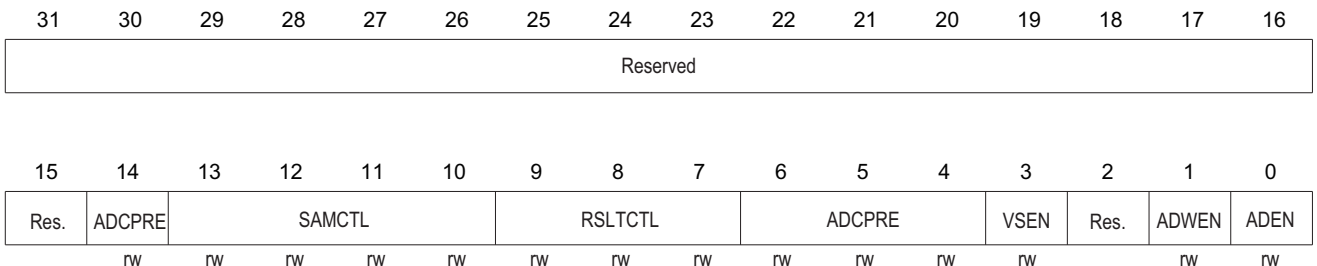 31 30 29 28 27 26 25 24 23 22 21 20 19 18 17 16
Reserved
15 14 13 12 11 10 9 8 7 6 5 4 3 2 1 0
Res. ADCPRE SAMCTL RSLTCTL ADCPRE VSEN Res. ADWEN ADEN
rw rw rw rw rw rw rw rw rw rw rw rw rw rw